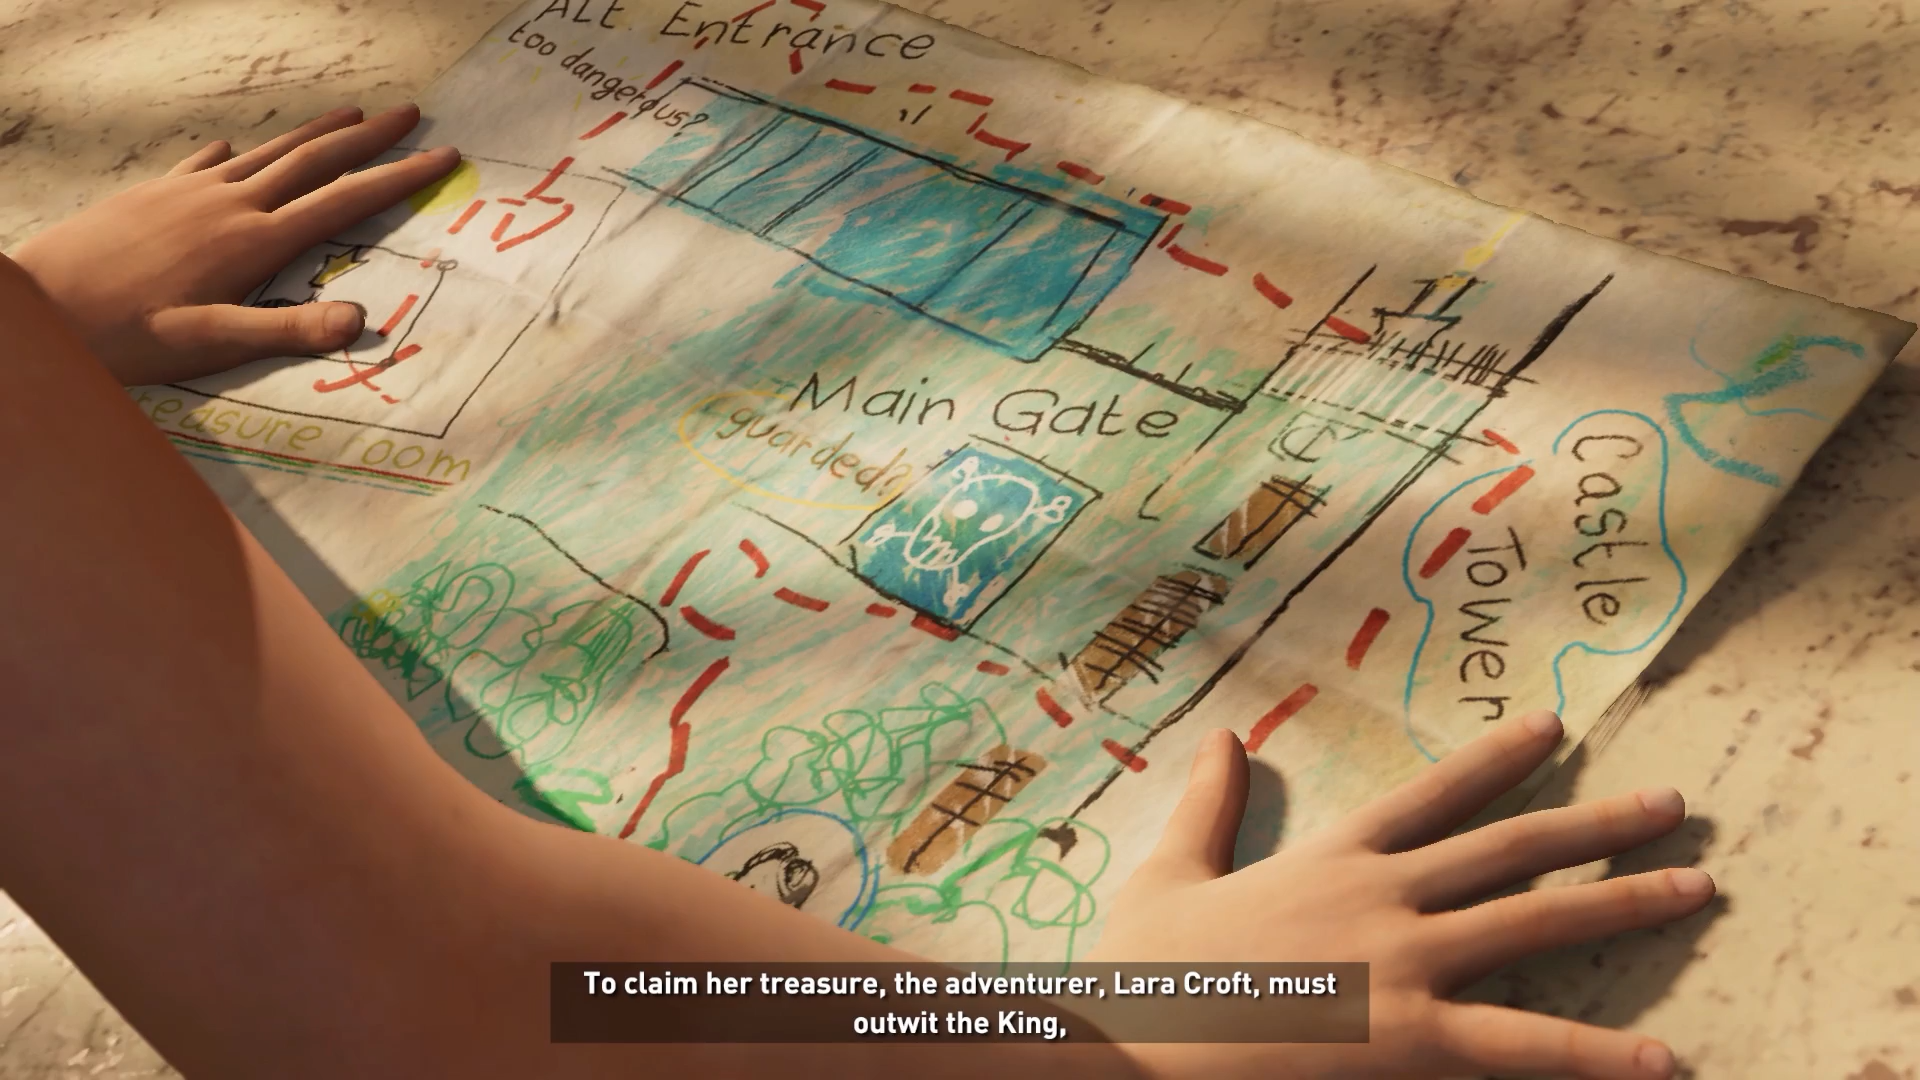 ALt. Entrance
too dangerous?
Main Gate
guarded?
Castle
Tower
treasure room
To claim her treasure, the adventurer, Lara Croft, must
outwit the King,